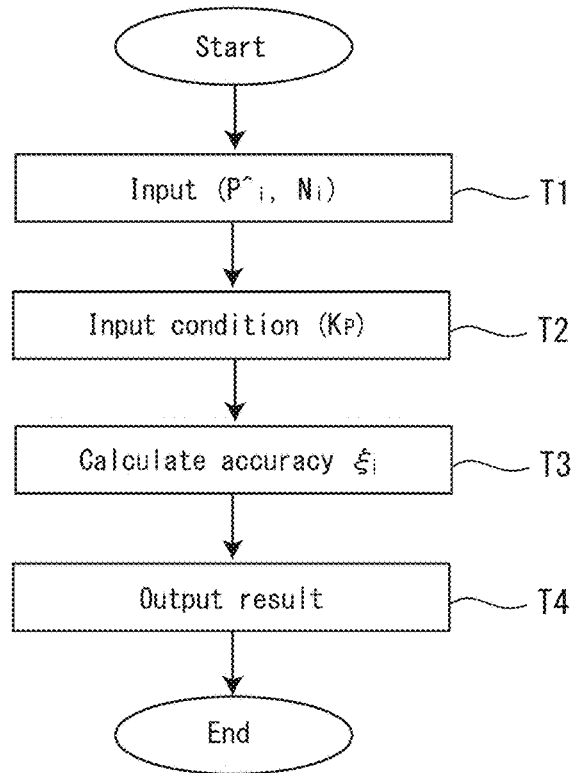 Start
Input (P^i, Ni)
T1
Input condition (KP)
T2
Calculate accuracy ξi
T3
Output result
T4
End